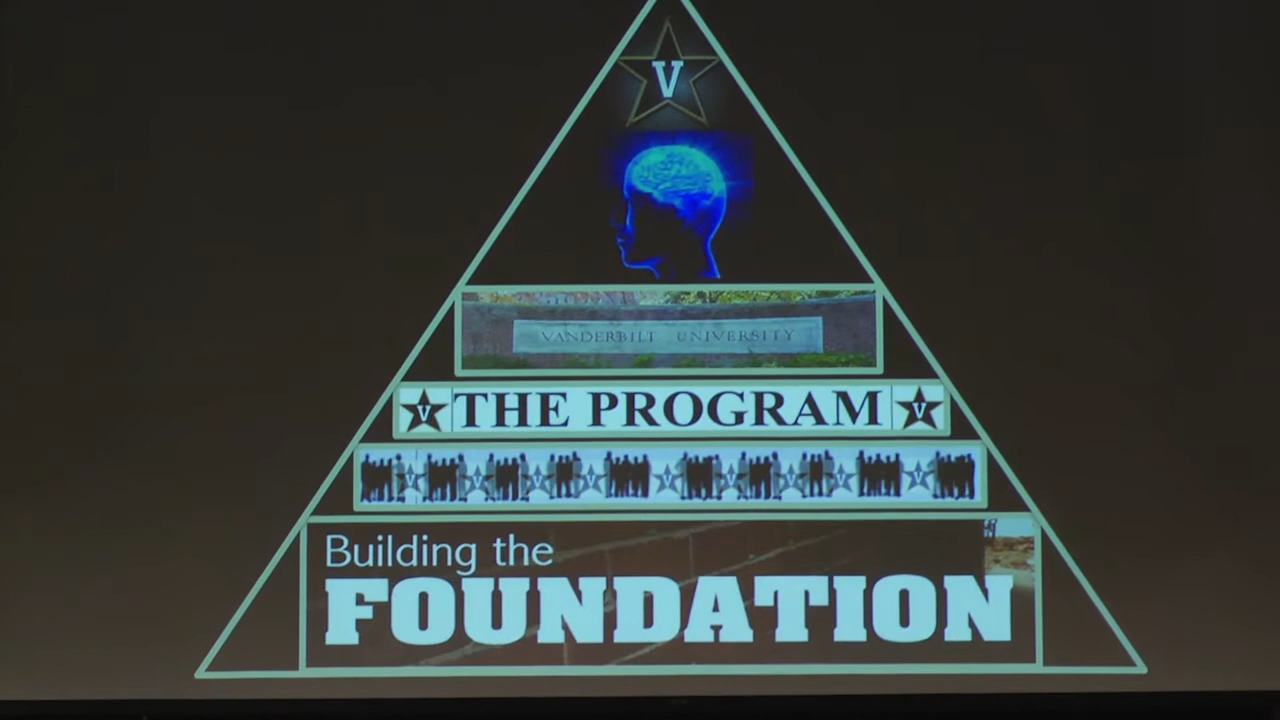 V
VANDERBILT UNIVERSITY
V THE PROGRAM V
V V V V V V V V
Building the
FOUNDATION